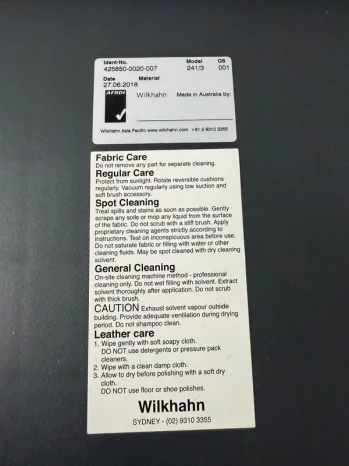 Ident-No. Model QS
425850-0020-007 241/3 001
Date Material
27.06.2018
AFRDI Wilkhahn Made in Australia by:
Wilkhahn Asia Pacific www.wilkhahn.com +61 2 9310 3355
Fabric Care
Do not remove any part for separate cleaning.
Regular Care
Protect from sunlight. Rotate reversible cushions
regularly. Vacuum regularly using low suction and
soft brush accessory.
Spot Cleaning
Treat spills and stains as soon as possible. Gently
scrape any soils or mop any liquid from the surface
of the fabric. Do not scrub with a stiff brush. Apply
proprietary cleaning agents strictly according to
instructions. Test on inconspicuous area before use.
Do not saturate fabric or filling with water or other
cleaning fluids. May be spot cleaned with dry cleaning
solvent.
General Cleaning
On-site cleaning machine method - professional
cleaning only. Do not wet filling with solvent. Extract
solvent thoroughly after application. Do not scrub
with thick brush.
CAUTION Exhaust solvent vapour outside
building. Provide adequate ventilation during drying
period. Do not shampoo clean.
Leather care
1. Wipe gently with soft soapy cloth.
DO NOT use detergents or pressure pack
cleaners.
2. Wipe with a clean damp cloth.
3. Allow to dry before polishing with a soft dry
cloth.
DO NOT use floor or shoe polishes.
Wilkhahn
SYDNEY - (02) 9310 3355